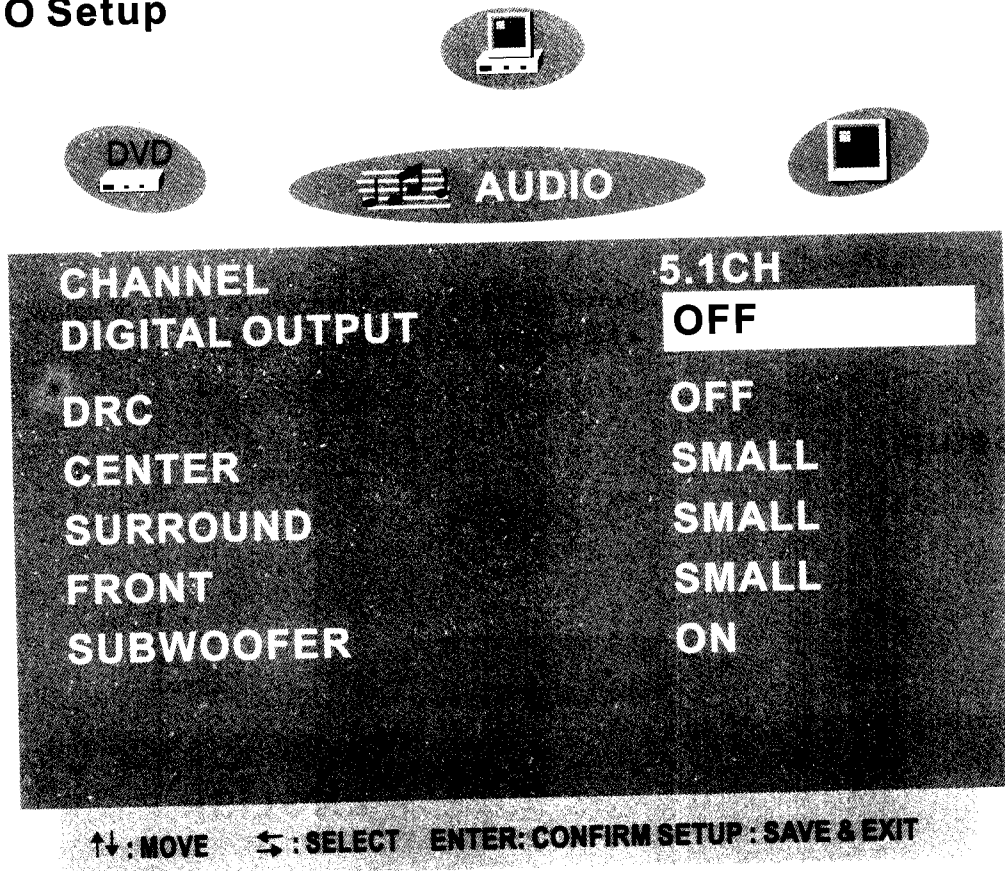 O Setup
DVD
AUDIO
CHANNEL 5.1CH
DIGITAL OUTPUT OFF
DRC OFF
CENTER SMALL
SURROUND SMALL
FRONT SMALL
SUBWOOFER ON
↑↓: MOVE ⇆: SELECT ENTER: CONFIRM SETUP : SAVE & EXIT